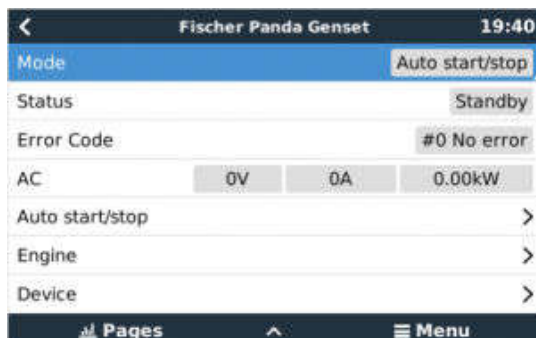 Fischer Panda Genset 19:40
Mode Auto start/stop
Status Standby
Error Code #0 No error
AC 0V 0A 0.00kW
Auto start/stop
Engine
Device
Pages Menu